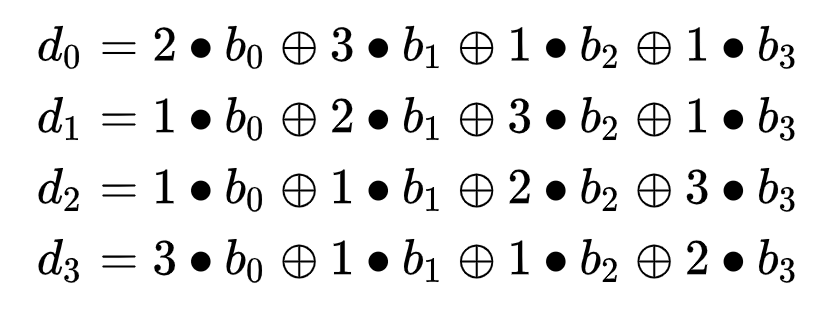 d₀ = 2 • b₀ ⊕ 3 • b₁ ⊕ 1 • b₂ ⊕ 1 • b₃
d₁ = 1 • b₀ ⊕ 2 • b₁ ⊕ 3 • b₂ ⊕ 1 • b₃
d₂ = 1 • b₀ ⊕ 1 • b₁ ⊕ 2 • b₂ ⊕ 3 • b₃
d₃ = 3 • b₀ ⊕ 1 • b₁ ⊕ 1 • b₂ ⊕ 2 • b₃